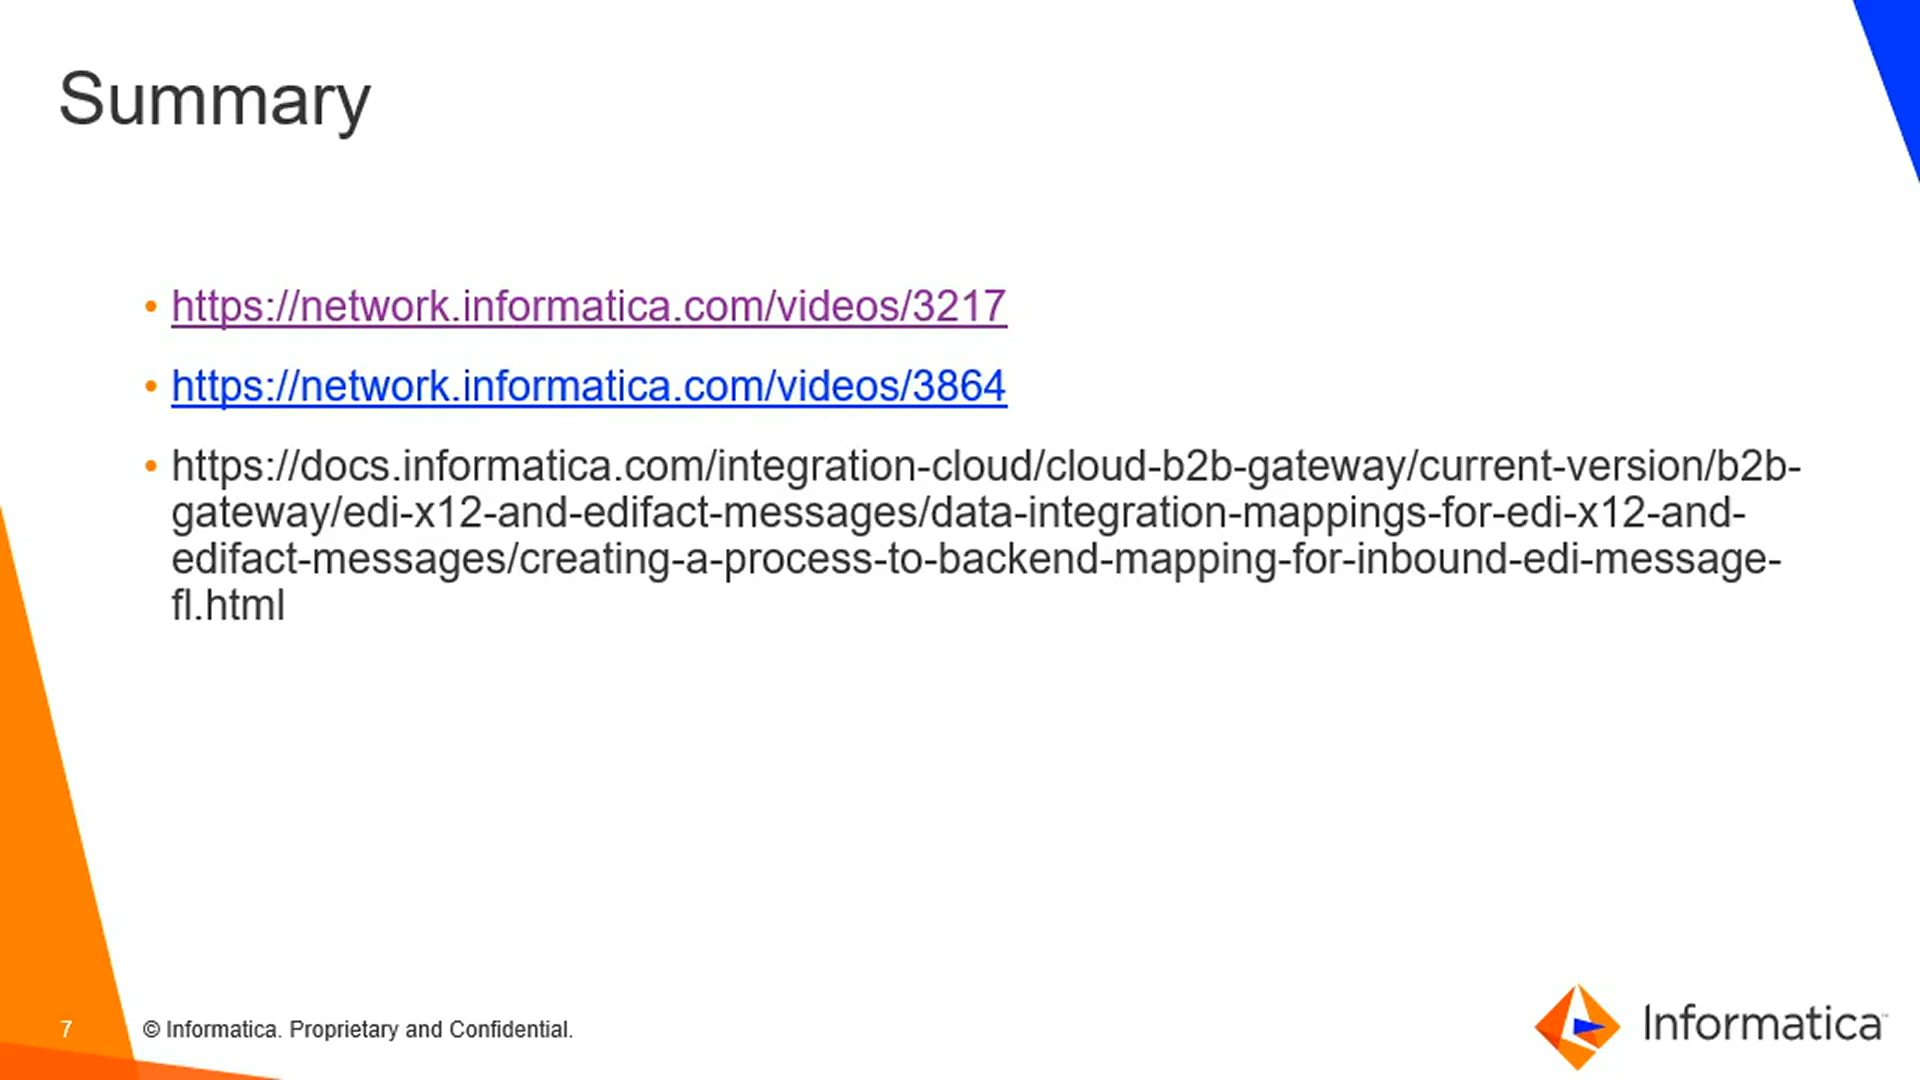 Summary
• https://network.informatica.com/videos/3217
• https://network.informatica.com/videos/3864
• https://docs.informatica.com/integration-cloud/cloud-b2b-gateway/current-version/b2b-
gateway/edi-x12-and-edifact-messages/data-integration-mappings-for-edi-x12-and-
edifact-messages/creating-a-process-to-backend-mapping-for-inbound-edi-message-
fl.html
7
© Informatica. Proprietary and Confidential.
Informatica™